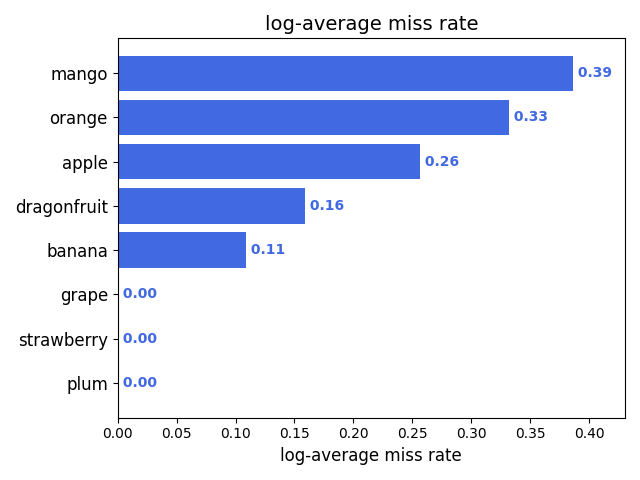 log-average miss rate
mango 0.39
orange 0.33
apple 0.26
dragonfruit 0.16
banana 0.11
grape 0.00
strawberry 0.00
plum 0.00
0.00 0.05 0.10 0.15 0.20 0.25 0.30 0.35 0.40
log-average miss rate